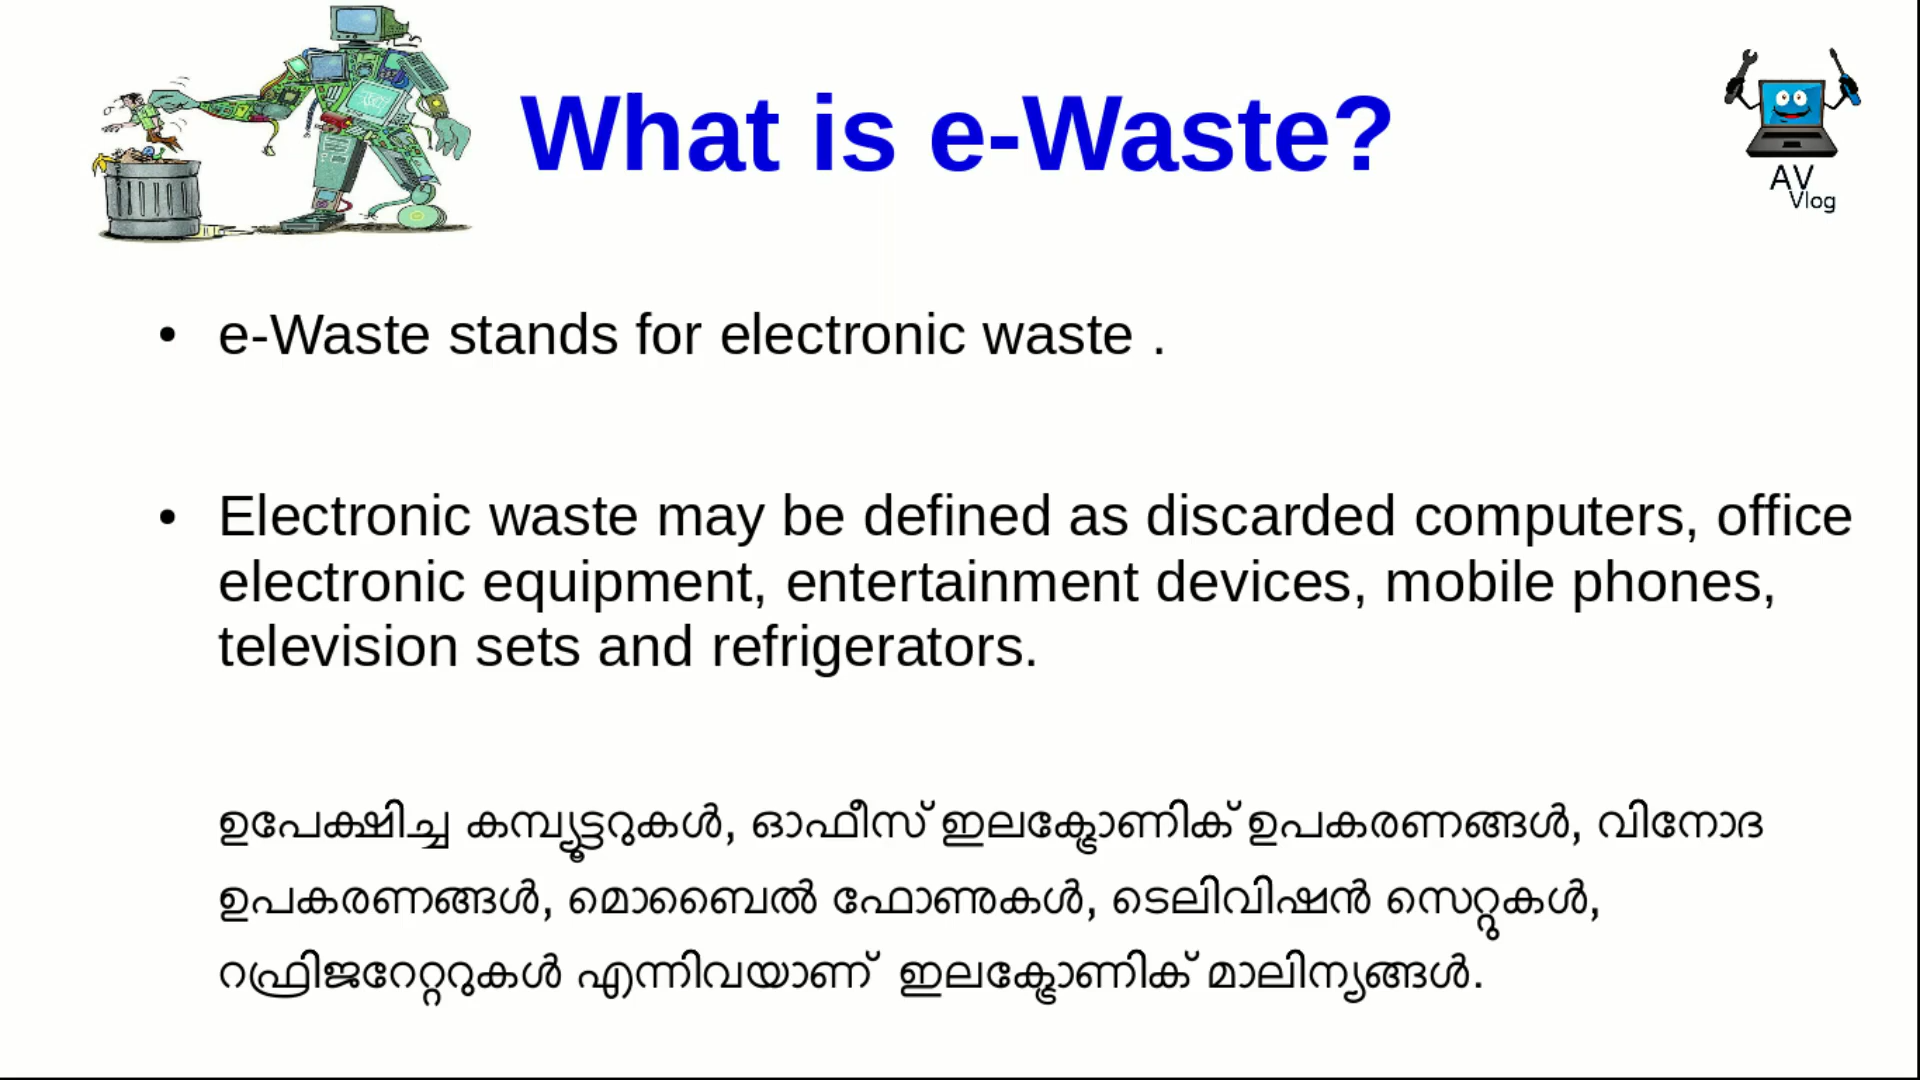 What is e-Waste?
AV
Vlog
• e-Waste stands for electronic waste .
• Electronic waste may be defined as discarded computers, office
electronic equipment, entertainment devices, mobile phones,
television sets and refrigerators.
ഉപേക്ഷിച്ച കമ്പ്യൂട്ടറുകൾ, ഓഫീസ് ഇലക്ട്രോണിക് ഉപകരണങ്ങൾ, വിനോദ
ഉപകരണങ്ങൾ, മൊബൈൽ ഫോണുകൾ, ടെലിവിഷൻ സെറ്റുകൾ,
റഫ്രിജറേറ്ററുകൾ എന്നിവയാണ് ഇലക്ട്രോണിക് മാലിന്യങ്ങൾ.